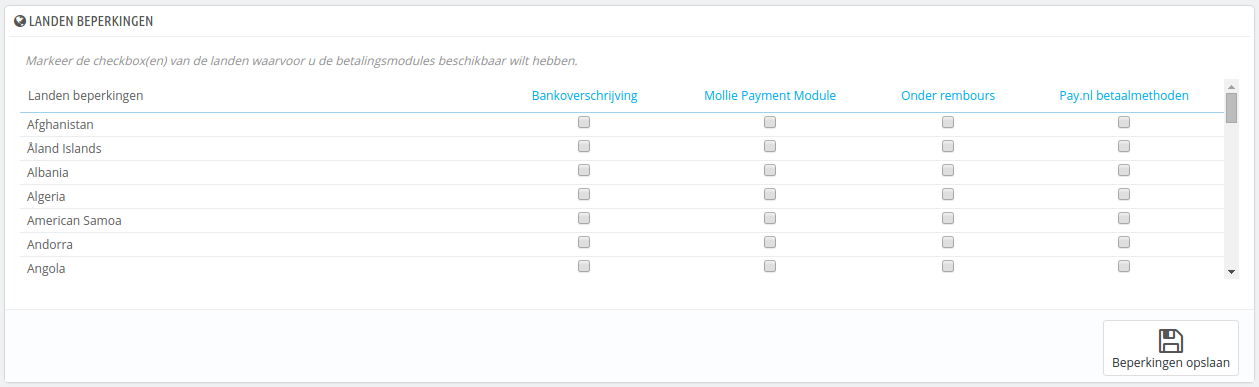 LANDEN BEPERKINGEN
Markeer de checkbox(en) van de landen waarvoor u de betalingsmodules beschikbaar wilt hebben.
Landen beperkingen Bankoverschrijving Mollie Payment Module Onder rembours Pay.nl betaalmethoden
Afghanistan
Åland Islands
Albania
Algeria
American Samoa
Andorra
Angola
Beperkingen opslaan